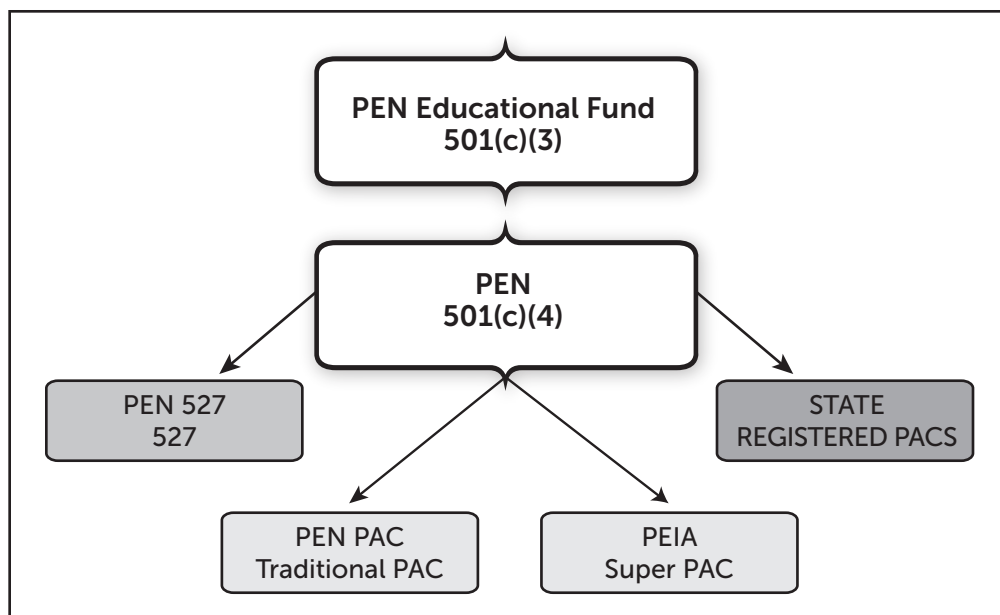 PEN Educational Fund
501(c)(3)
PEN
501(c)(4)
PEN 527
527
STATE
REGISTERED PACS
PEN PAC
Traditional PAC
PEIA
Super PAC